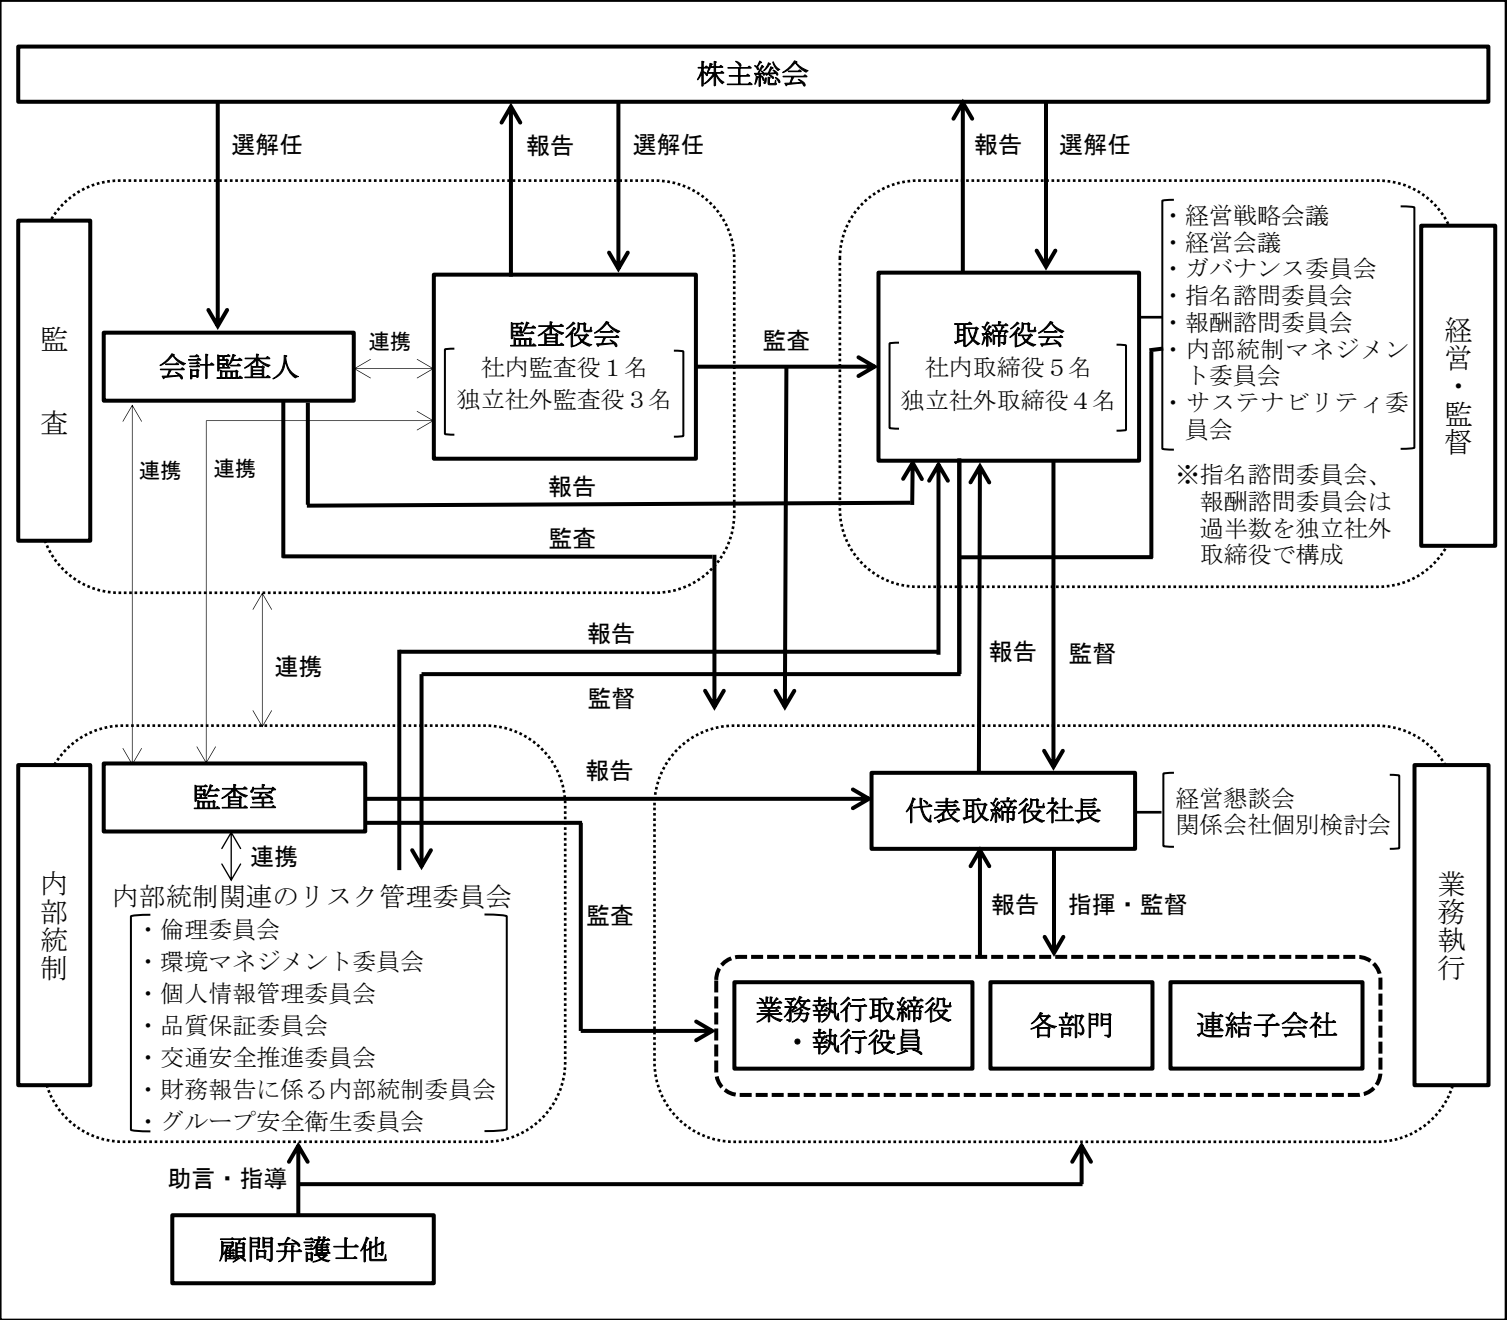 株主総会
選解任
報告
選解任
報告
選解任
監査
会計監査人
連携
監査役会
社内監査役１名
独立社外監査役３名
監査
取締役会
社内取締役５名
独立社外取締役４名
・経営戦略会議
・経営会議
・ガバナンス委員会
・指名諮問委員会
・報酬諮問委員会
・内部統制マネジメン
ト委員会
・サステナビリティ委
員会
※指名諮問委員会、
報酬諮問委員会は
過半数を独立社外
取締役で構成
経営・監督
連携
連携
報告
監査
連携
報告
監督
報告
監督
内部統制
監査室
報告
連携
内部統制関連のリスク管理委員会
・倫理委員会
・環境マネジメント委員会
・個人情報管理委員会
・品質保証委員会
・交通安全推進委員会
・財務報告に係る内部統制委員会
・グループ安全衛生委員会
監査
代表取締役社長
経営懇談会
関係会社個別検討会
報告
指揮・監督
業務執行取締役
・執行役員
各部門
連結子会社
業務執行
助言・指導
顧問弁護士他